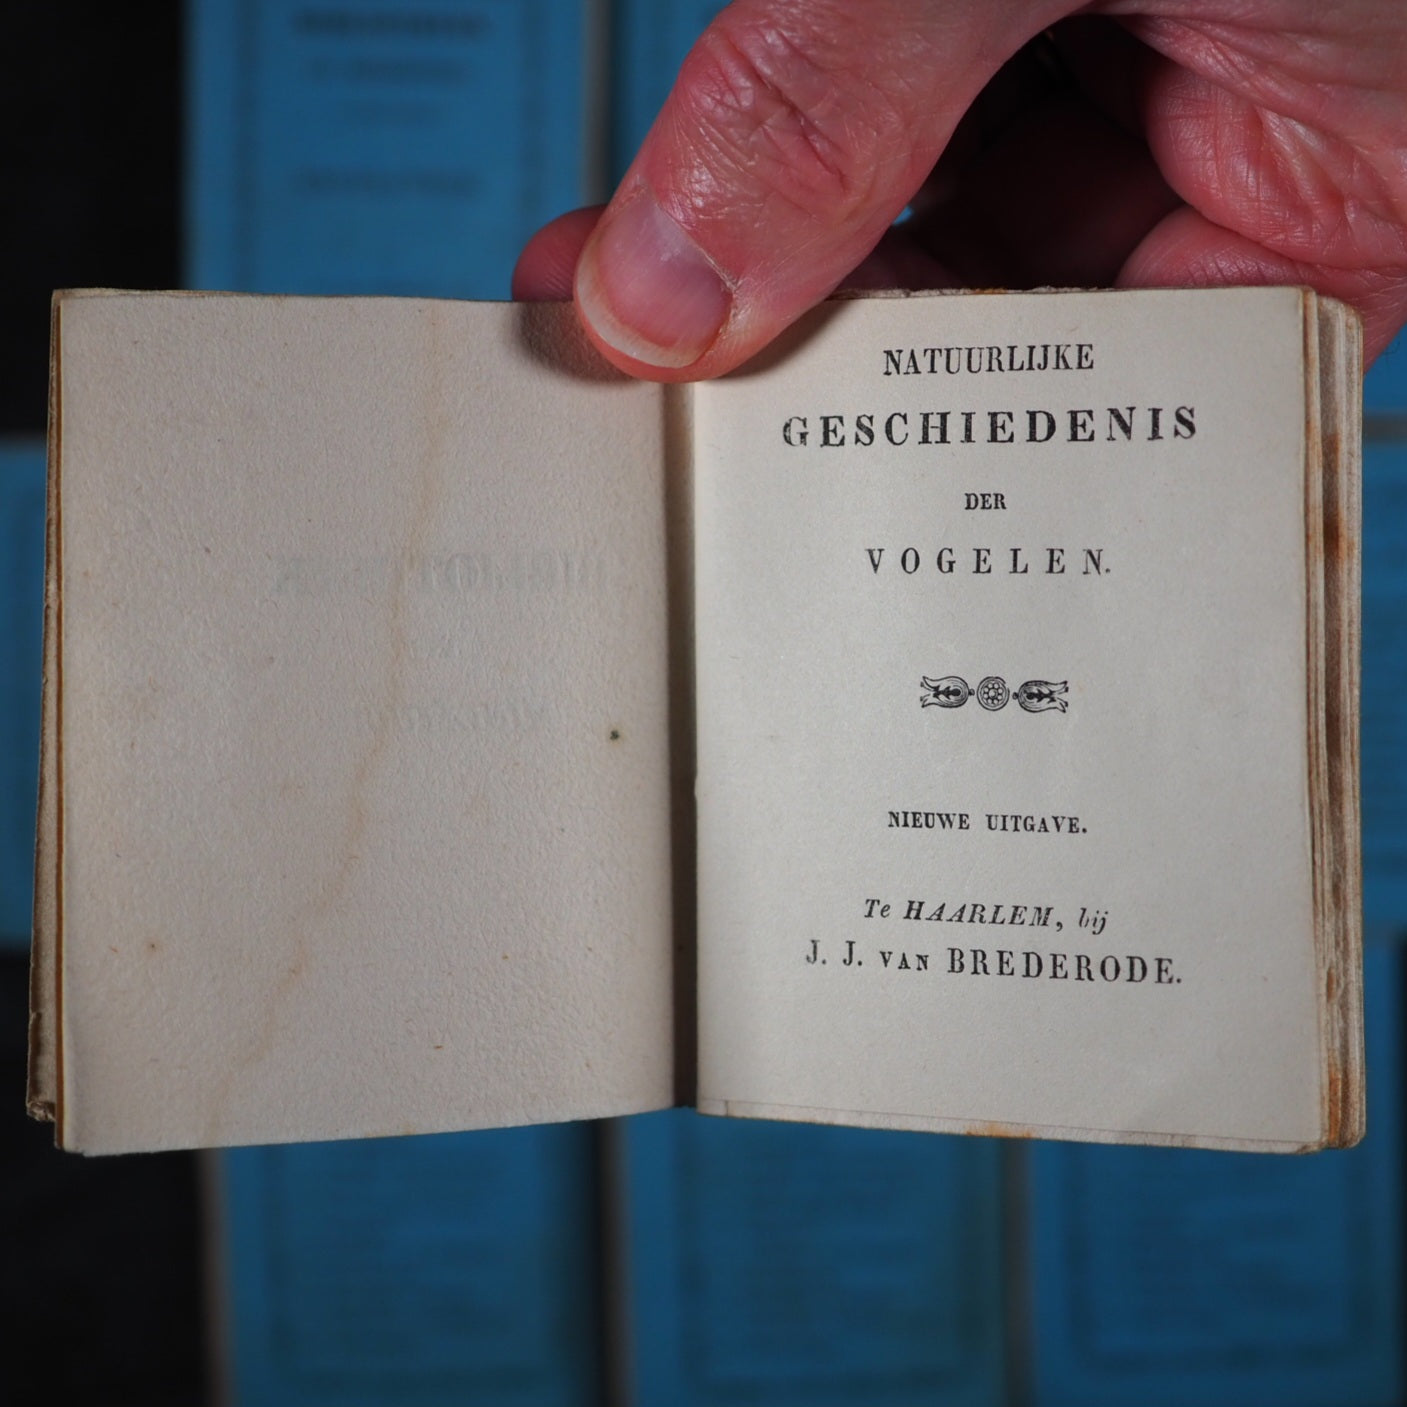 NATUURLIJKE
GESCHIEDENIS
DER
VOGELEN.
NIEUWE UITGAVE.
Te HAARLEM, bij
J. J. VAN BREDERODE.